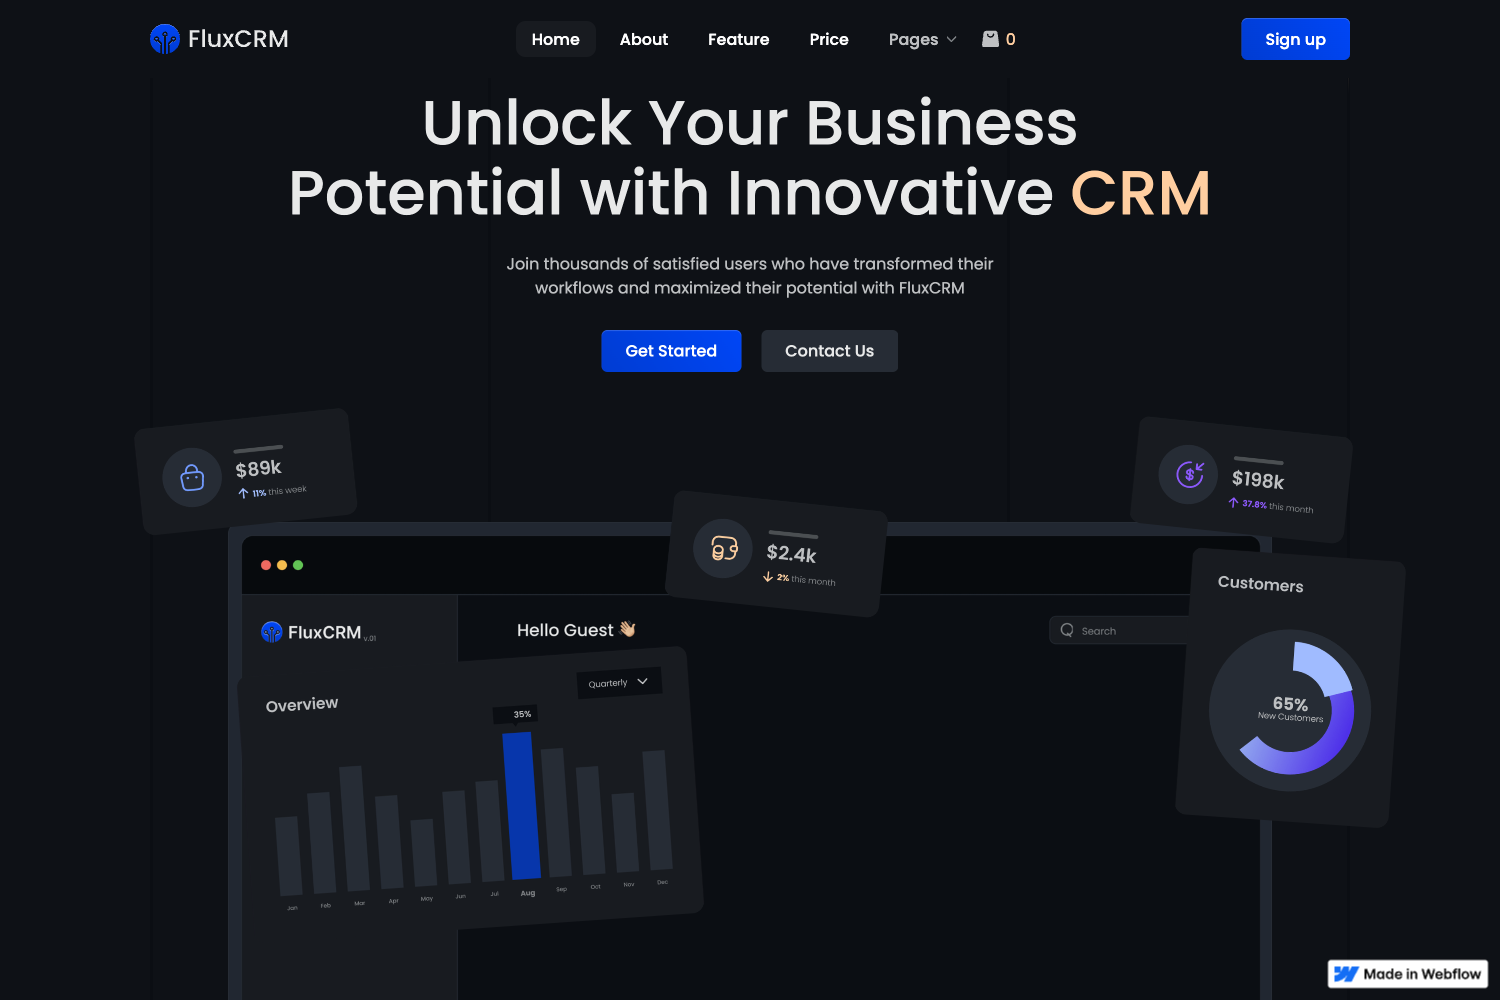 FluxCRM
Home
About
Feature
Price
Pages
0
Sign up
Unlock Your Business
Potential with Innovative CRM
Join thousands of satisfied users who have transformed their
workflows and maximized their potential with FluxCRM
Get Started
Contact Us
$89k
11% this week
$198k
37.8% this month
$2.4k
2% this month
FluxCRM v.01
Hello Guest 👋🏼
Search
Customers
65%
New Customers
Overview
Quarterly
35%
Jan
Feb
Mar
Apr
May
Jun
Jul
Aug
Sep
Oct
Nov
Dec
Made in Webflow